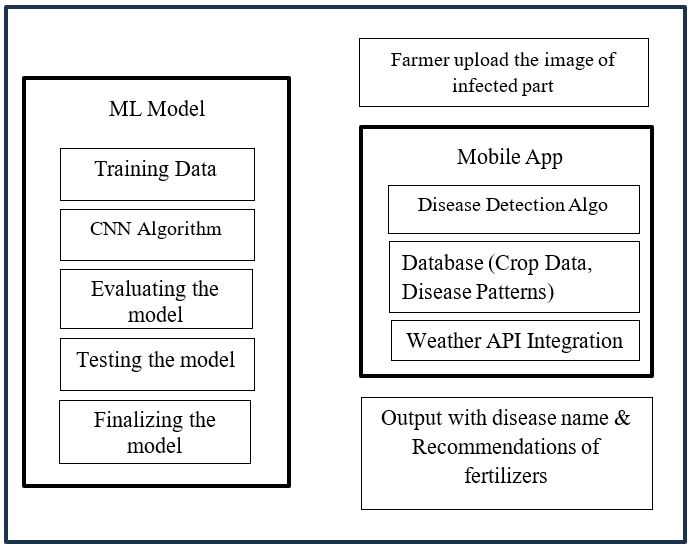 ML Model
Training Data
CNN Algorithm
Evaluating the
model
Testing the model
Finalizing the
model
Farmer upload the image of
infected part
Mobile App
Disease Detection Algo
Database (Crop Data,
Disease Patterns)
Weather API Integration
Output with disease name &
Recommendations of
fertilizers